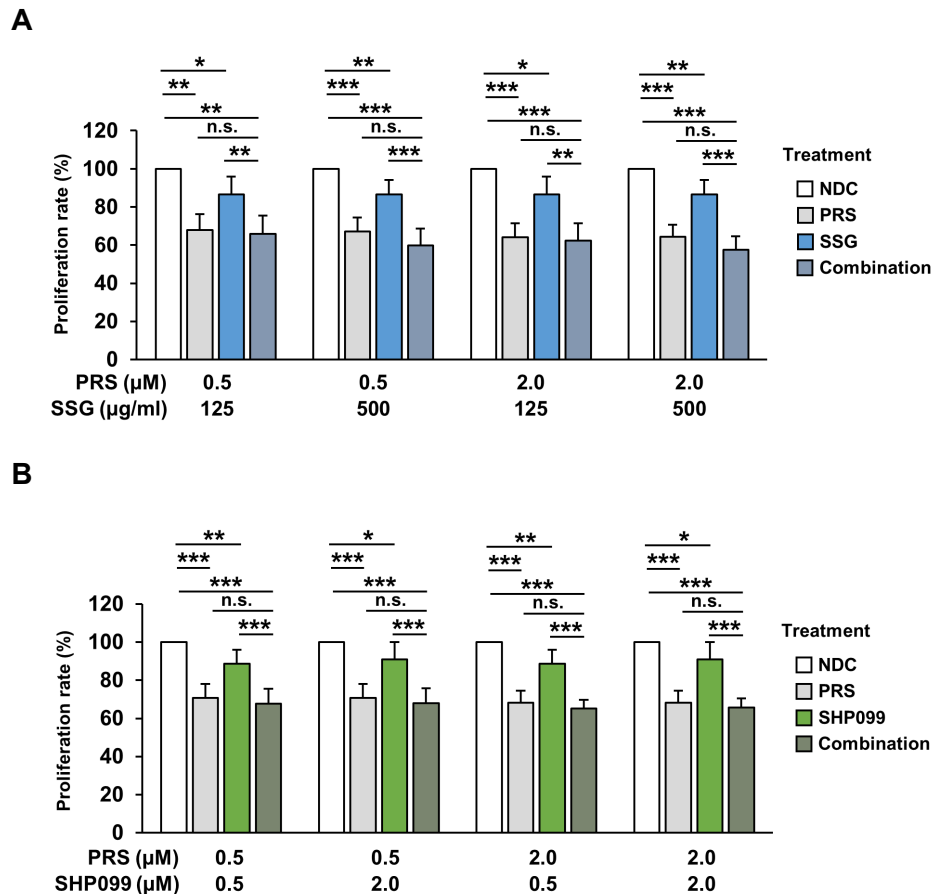 A
* ** * **
** *** *** ***
** *** *** ***
n.s. n.s. n.s. n.s.
** *** ** ***
Proliferation rate (%)
120
100
80
60
40
20
0
Treatment
NDC
PRS
SSG
Combination
PRS (µM) 0.5 0.5 2.0 2.0
SSG (µg/ml) 125 500 125 500
B
** * ** *
*** *** *** ***
*** *** *** ***
n.s. n.s. n.s. n.s.
*** *** *** ***
Proliferation rate (%)
120
100
80
60
40
20
0
Treatment
NDC
PRS
SHP099
Combination
PRS (µM) 0.5 0.5 2.0 2.0
SHP099 (µM) 0.5 2.0 0.5 2.0